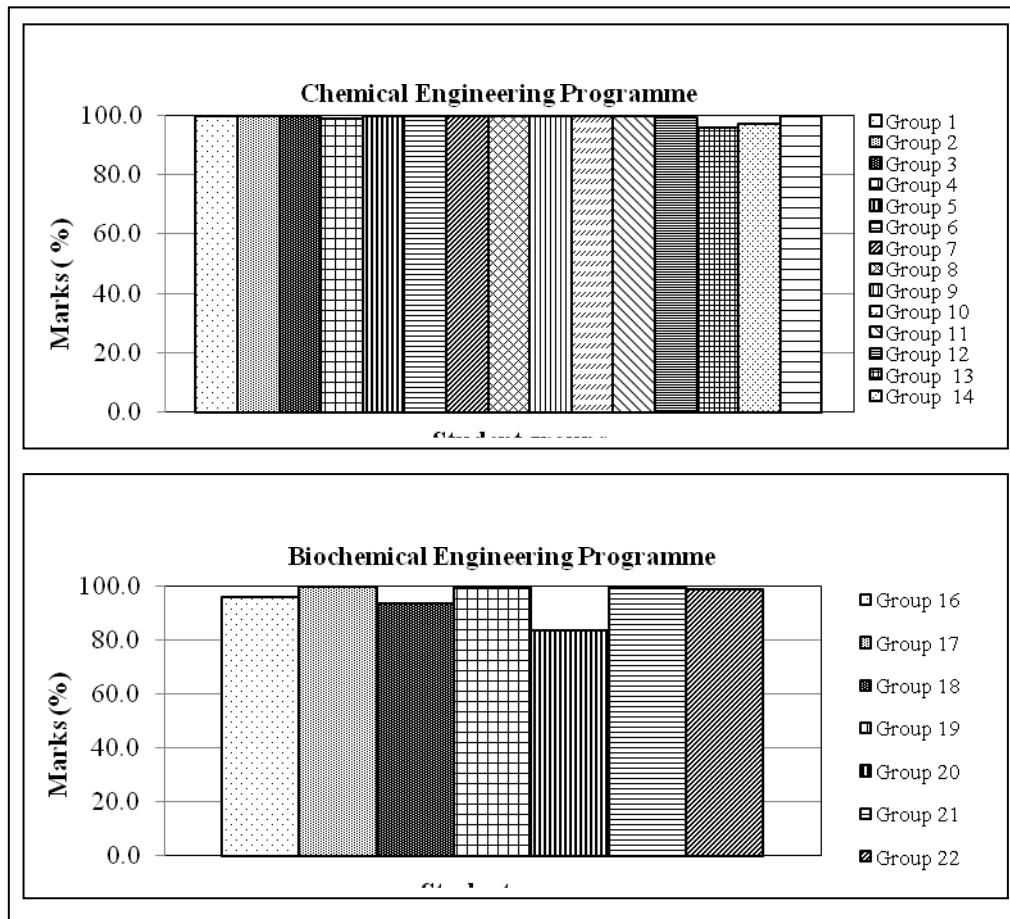 Chemical Engineering Programme
Marks ( %)
100.0
80.0
60.0
40.0
20.0
0.0
Group 1
Group 2
Group 3
Group 4
Group 5
Group 6
Group 7
Group 8
Group 9
Group 10
Group 11
Group 12
Group 13
Group 14
Student groups
Biochemical Engineering Programme
Marks (%)
100.0
80.0
60.0
40.0
20.0
0.0
Group 16
Group 17
Group 18
Group 19
Group 20
Group 21
Group 22
Student